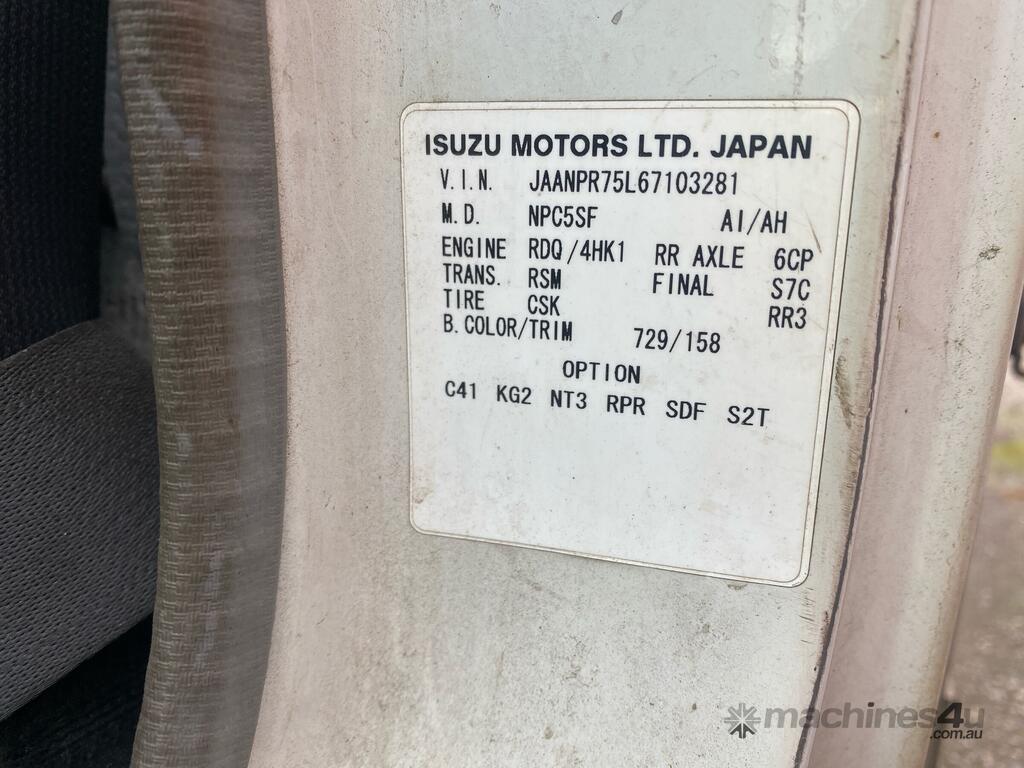 ISUZU MOTORS LTD. JAPAN
V.I.N. JAANPR75L67103281
M.D. NPC5SF AI/AH
ENGINE RDQ/4HK1 RR AXLE 6CP
TRANS. RSM FINAL S7C
TIRE CSK RR3
B.COLOR/TRIM 729/158
OPTION
C41 KG2 NT3 RPR SDF S2T
machines4u
.com.au